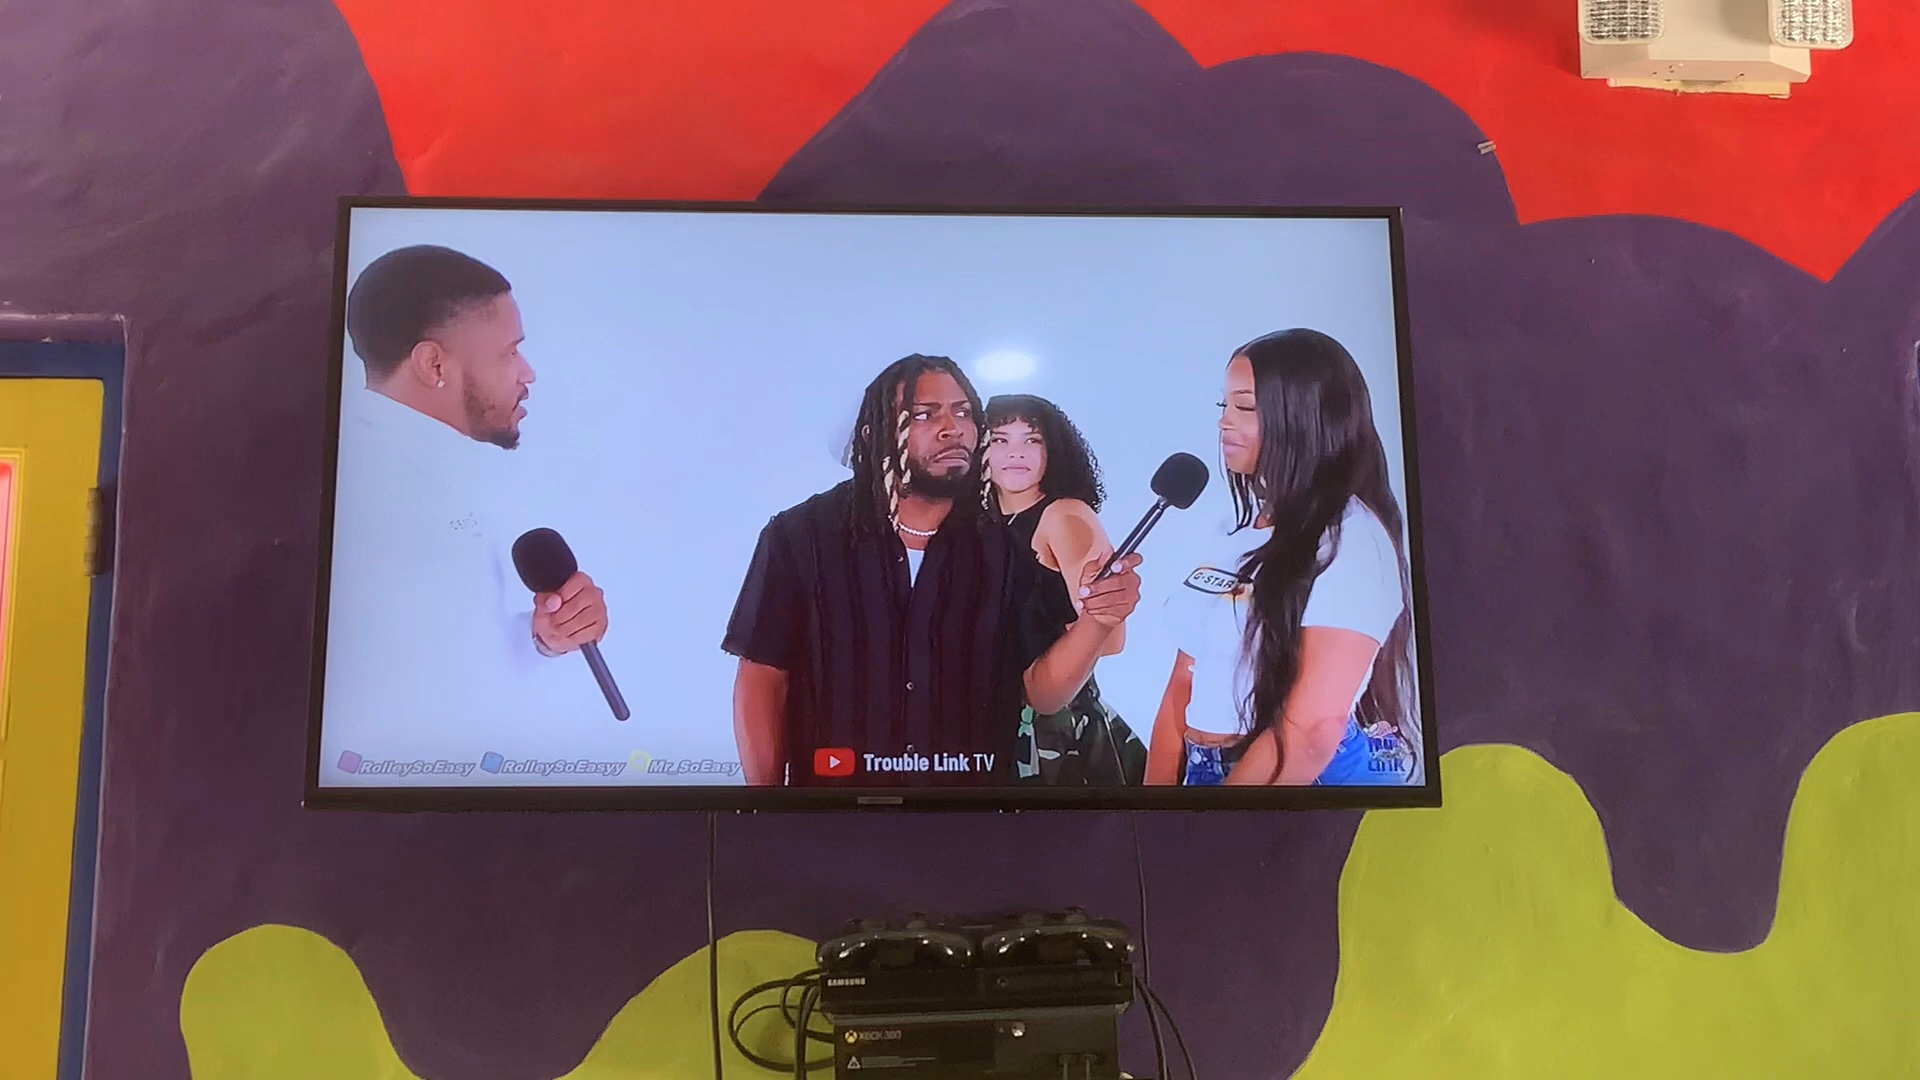 G-STAR
RolleySoEasy RolleySoEasyy Mr_SoEasy
Trouble Link TV
SAMSUNG
XBOX 360